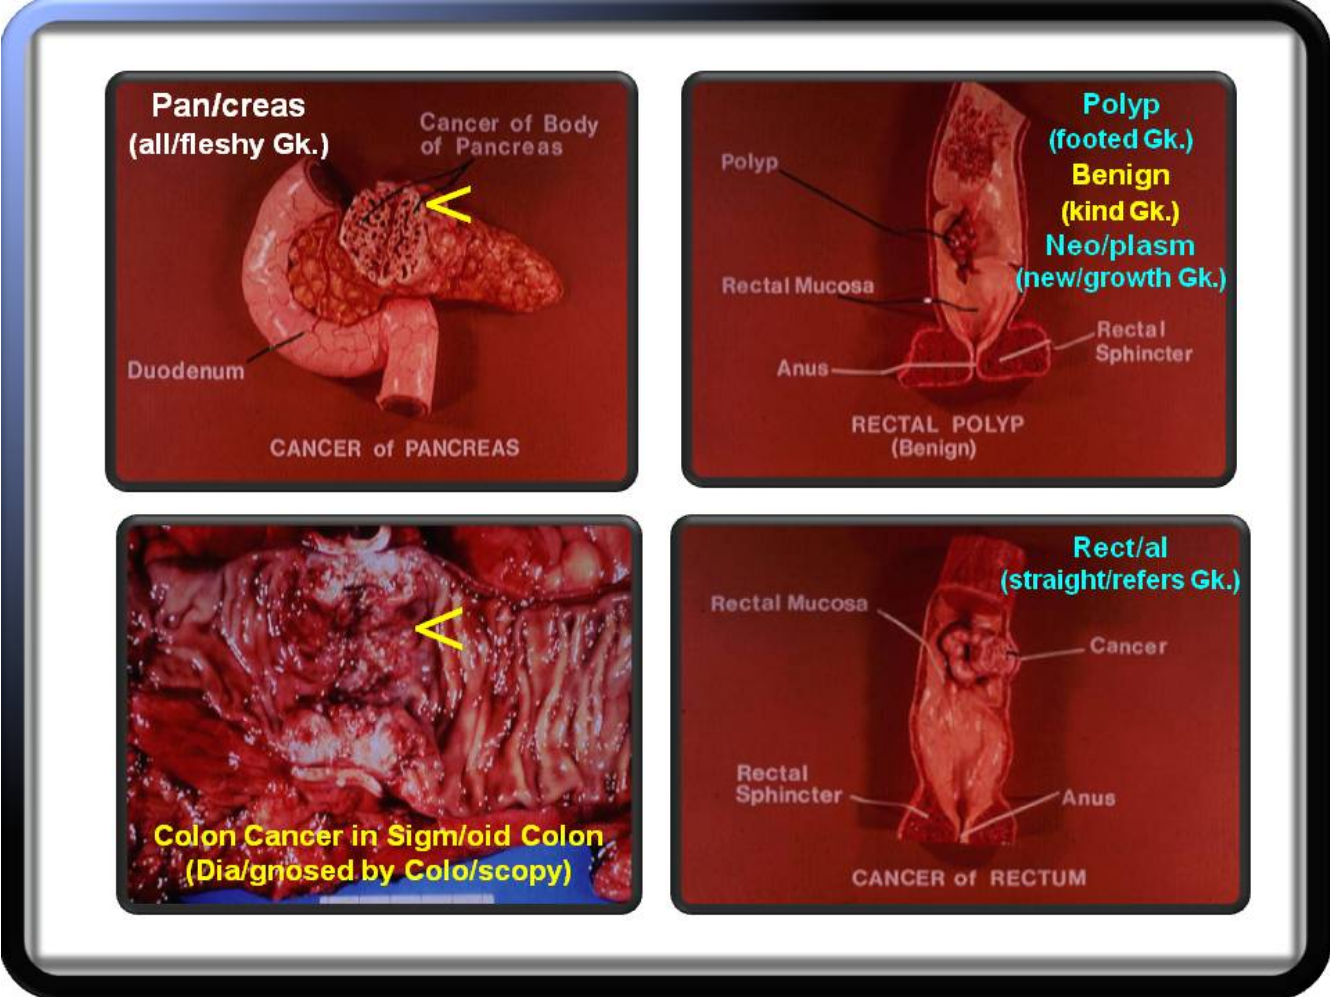 Pan/creas
(all/fleshy Gk.)
Cancer of Body
of Pancreas
<
Duodenum
CANCER of PANCREAS
Polyp
(footed Gk.)
Benign
(kind Gk.)
Neo/plasm
(new/growth Gk.)
Polyp
Rectal Mucosa
Anus
Rectal
Sphincter
RECTAL POLYP
(Benign)
<
Colon Cancer in Sigm/oid Colon
(Dia/gnosed by Colo/scopy)
Rect/al
(straight/refers Gk.)
Rectal Mucosa
Cancer
Rectal
Sphincter
Anus
CANCER of RECTUM